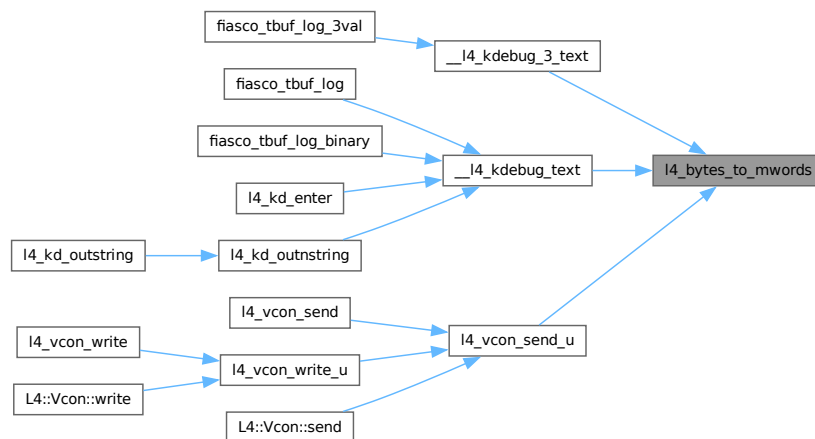 fiasco_tbuf_log_3val
__l4_kdebug_3_text
fiasco_tbuf_log
fiasco_tbuf_log_binary
__l4_kdebug_text
l4_bytes_to_mwords
l4_kd_enter
l4_kd_outstring
l4_kd_outnstring
l4_vcon_send
l4_vcon_write
l4_vcon_send_u
l4_vcon_write_u
L4::Vcon::write
L4::Vcon::send